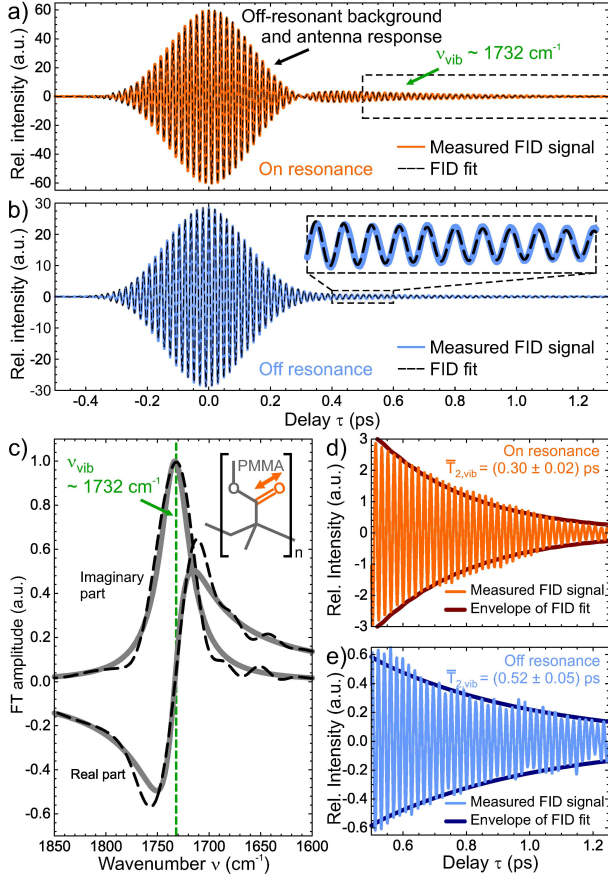 a)
Rel. intensity (a.u.)
60
40
20
0
-20
-40
-60
Off-resonant background
and antenna response
ν_vib ~ 1732 cm⁻¹
On resonance
Measured FID signal
FID fit
b)
Rel. intensity (a.u.)
30
20
10
0
-10
-20
-30
Off resonance
Measured FID signal
FID fit
-0.4 -0.2 0.0 0.2 0.4 0.6 0.8 1.0 1.2
Delay τ (ps)
c)
FT amplitude (a.u.)
1.0
0.8
0.6
0.4
0.2
0.0
-0.2
-0.4
-0.6
ν_vib
~ 1732 cm⁻¹
PMMA
O
O
n
Imaginary
part
Real part
1850 1800 1750 1700 1650 1600
Wavenumber ν (cm⁻¹)
d)
Rel. Intensity (a.u.)
3
2
1
0
-1
-2
-3
On resonance
T̅₂,vib = (0.30 ± 0.02) ps
Measured FID signal
Envelope of FID fit
e)
Rel. Intensity (a.u.)
0.6
0.4
0.2
0.0
-0.2
-0.4
-0.6
Off resonance
T̅₂,vib = (0.52 ± 0.05) ps
Measured FID signal
Envelope of FID fit
0.6 0.8 1.0 1.2
Delay τ (ps)